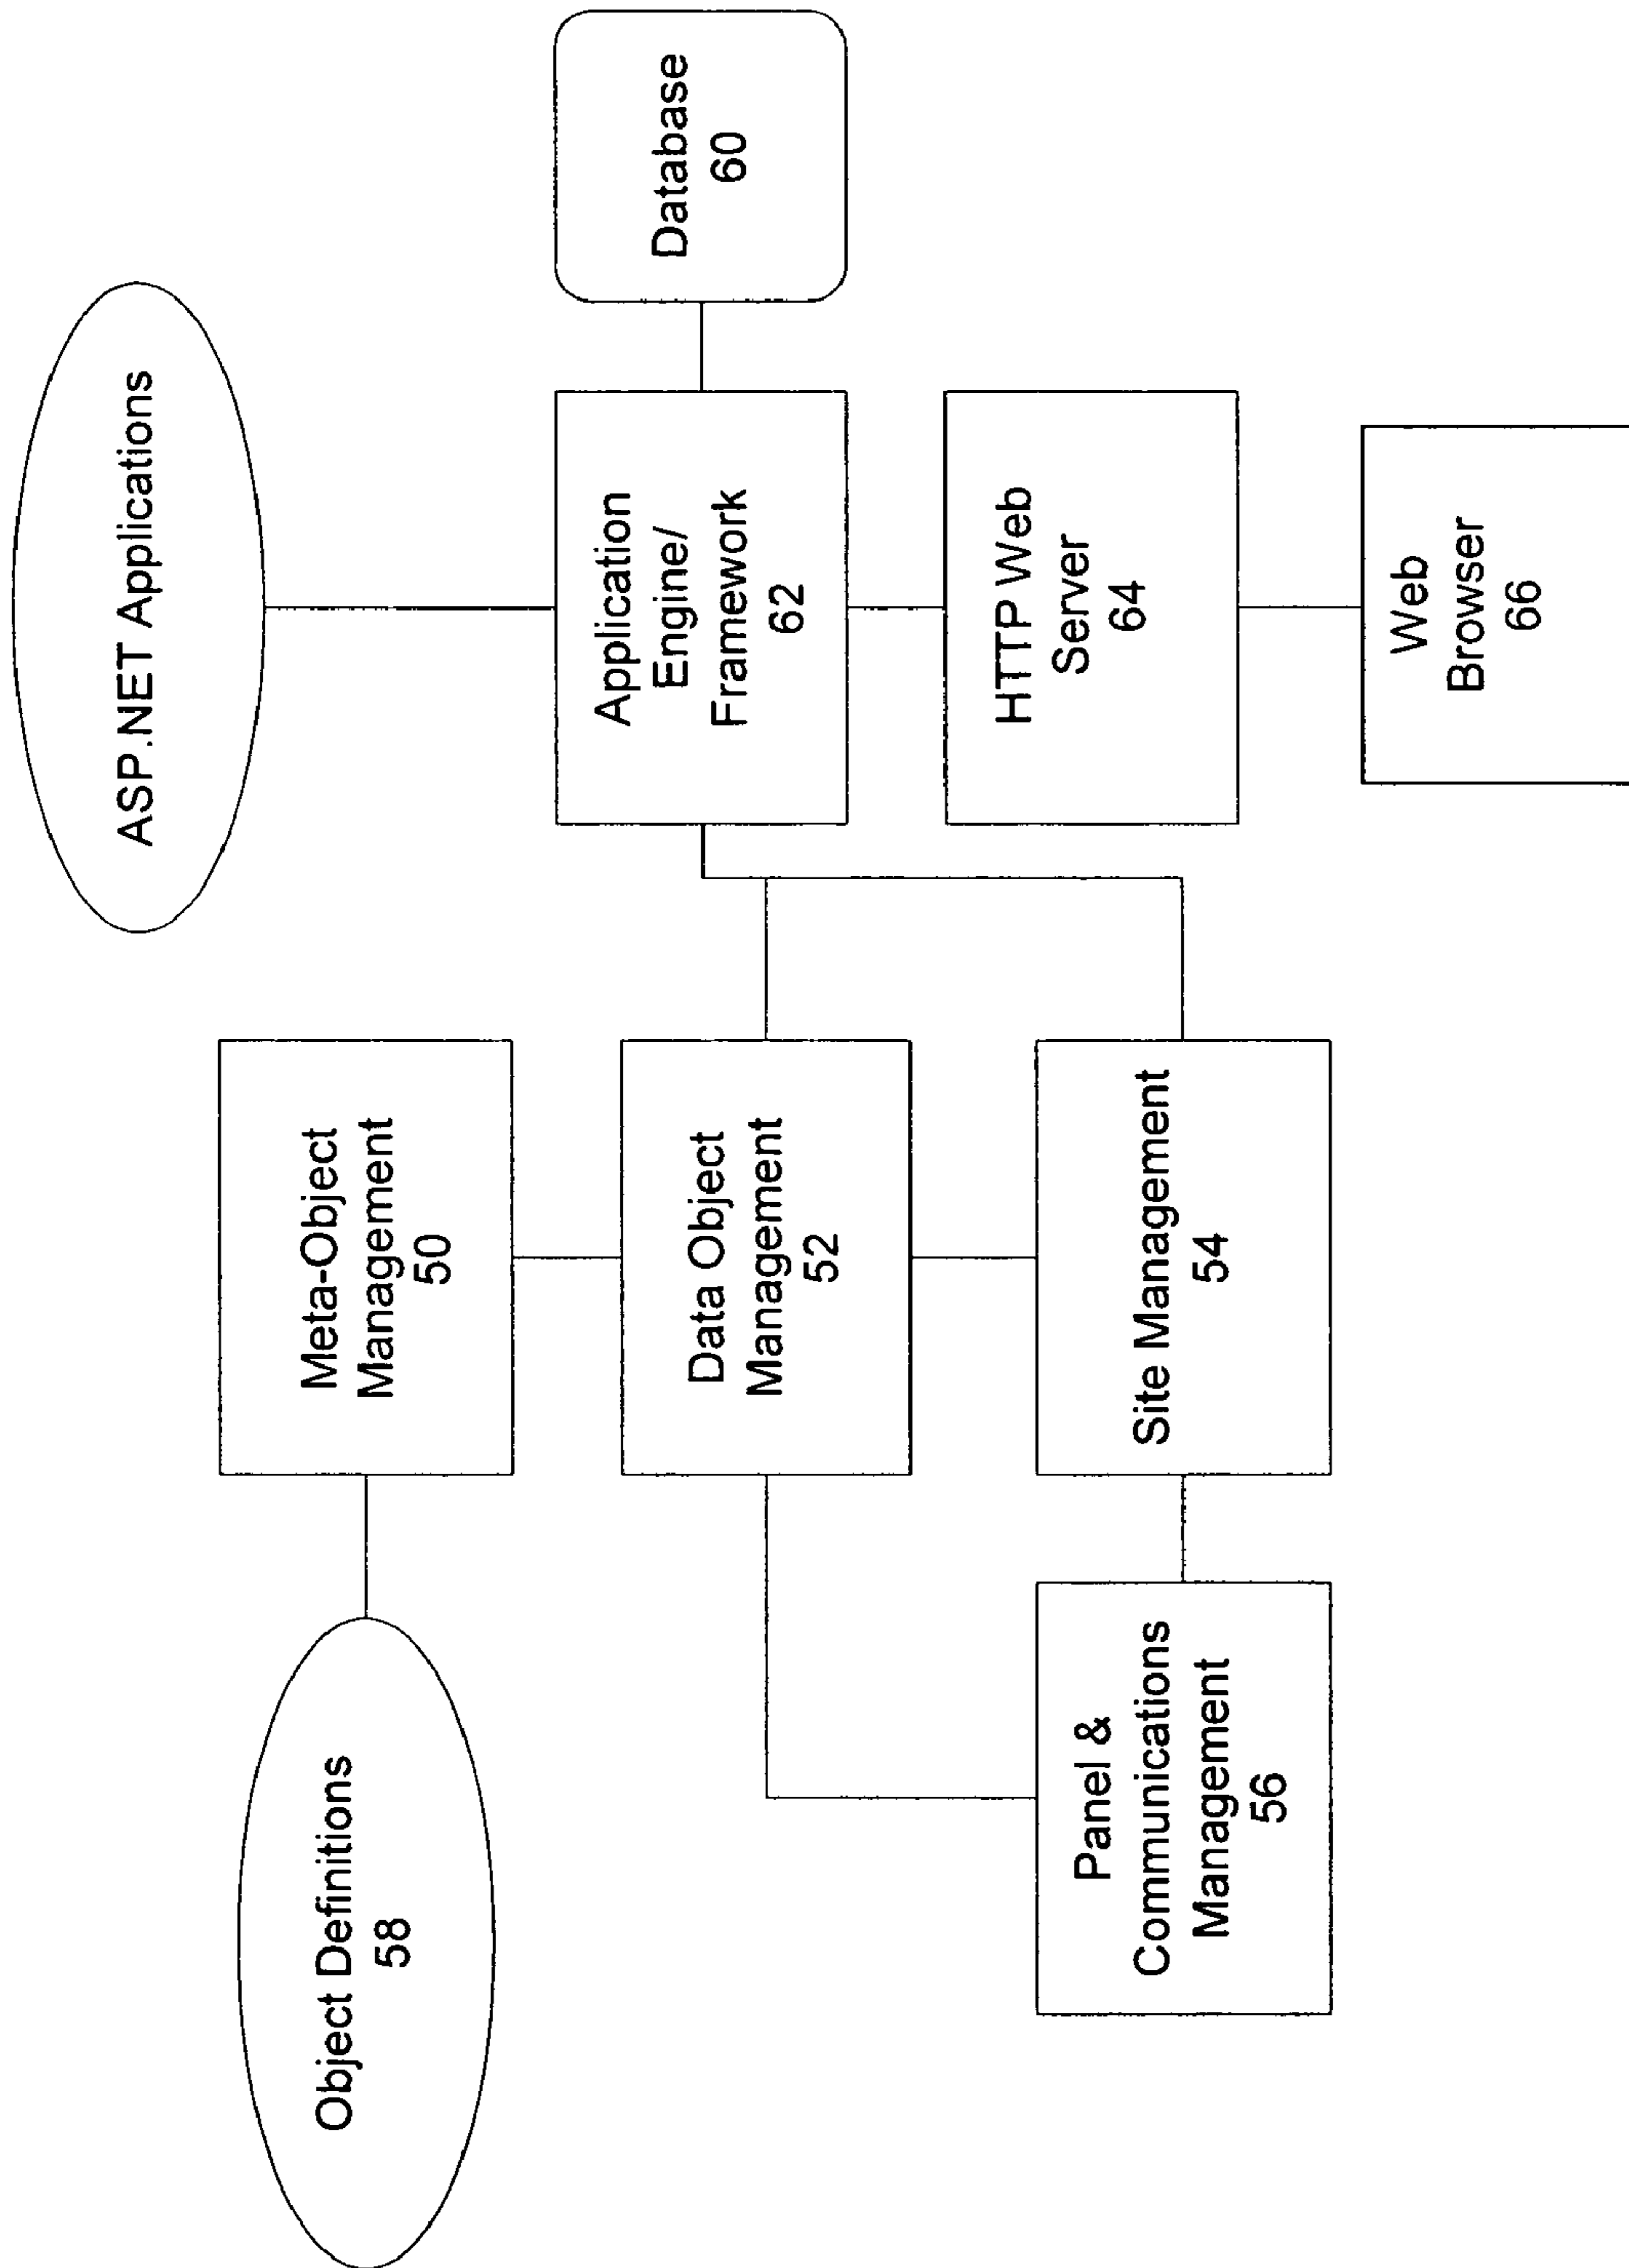 ASP.NET Applications
Object Definitions
58
Meta-Object
Management
50
Application
Engine/
Framework
62
Database
60
Data Object
Management
52
HTTP Web
Server
64
Panel &
Communications
Management
56
Site Management
54
Web
Browser
66